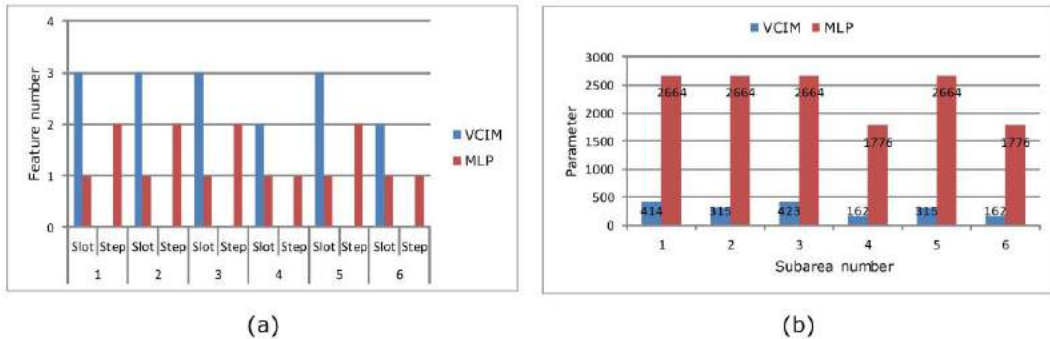 4
3
2
1
0
Feature number
Slot Step Slot Step Slot Step Slot Step Slot Step Slot Step
1 2 3 4 5 6
VCIM
MLP
(a)
VCIM MLP
3000
2500
2000
1500
1000
500
0
Parameter
2664 2664 2664 2664
1776 1776
414 315 423 162 315 162
1 2 3 4 5 6
Subarea number
(b)